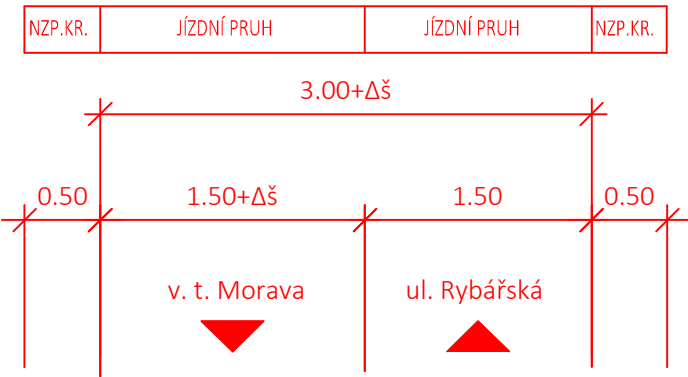 NZP.KR. JÍZDNÍ PRUH JÍZDNÍ PRUH NZP.KR.
3.00+Δš
0.50 1.50+Δš 1.50 0.50
v. t. Morava ul. Rybářská